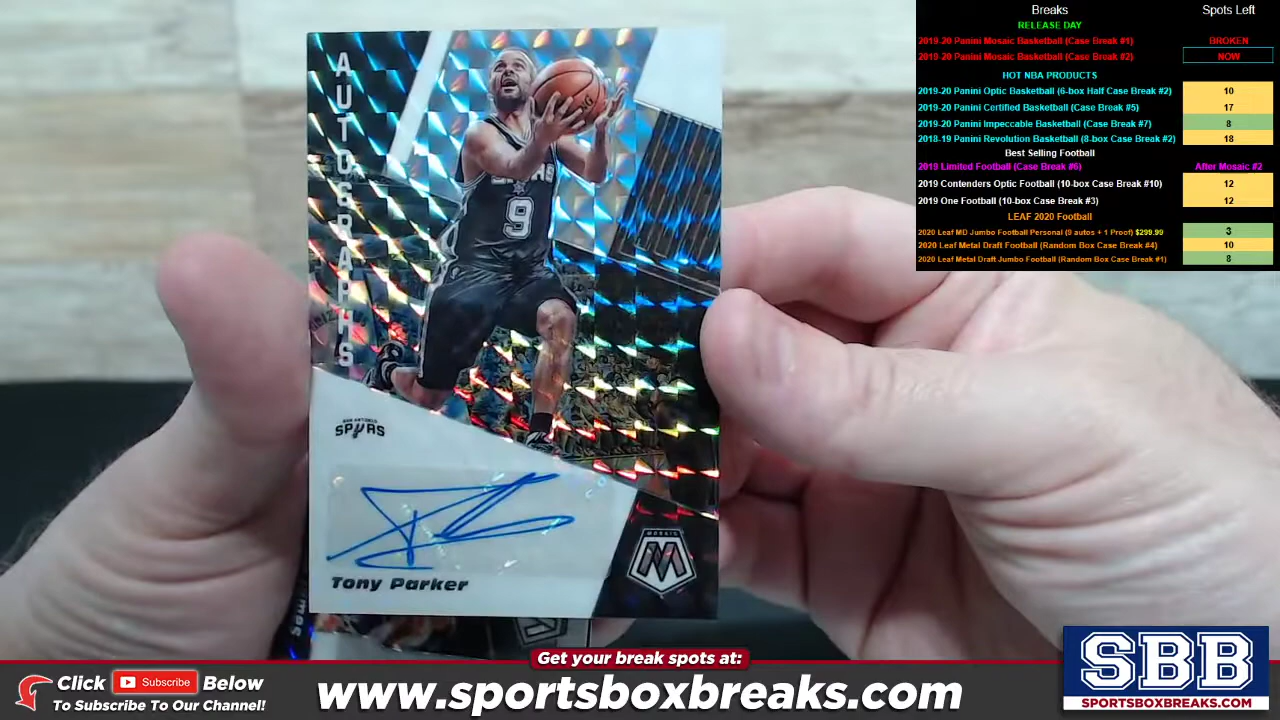 Breaks Spots Left
RELEASE DAY
2019-20 Panini Mosaic Basketball (Case Break #1) BROKEN
2019-20 Panini Mosaic Basketball (Case Break #2) NOW
HOT NBA PRODUCTS
2019-20 Panini Optic Basketball (6-box Half Case Break #2) 10
2019-20 Panini Certified Basketball (Case Break #5) 17
2019-20 Panini Impeccable Basketball (Case Break #7) 8
2018-19 Panini Revolution Basketball (8-box Case Break #2) 18
Best Selling Football
2019 Limited Football (Case Break #6) After Mosaic #2
2019 Contenders Optic Football (10-box Case Break #10) 12
2019 One Football (10-box Case Break #3) 12
LEAF 2020 Football
2020 Leaf MD Jumbo Football Personal (9 autos + 1 Proof) $299.99 3
2020 Leaf Metal Draft Football (Random Box Case Break #4) 10
2020 Leaf Metal Draft Jumbo Football (Random Box Case Break #1) 8
AUTOGRAPHS
SPURS
9
SAN ANTONIO
SPURS
Tony Parker
MOSAIC
M
Get your break spots at:
Click Subscribe Below
To Subscribe To Our Channel!
www.sportsboxbreaks.com
SBB
SPORTSBOXBREAKS.COM